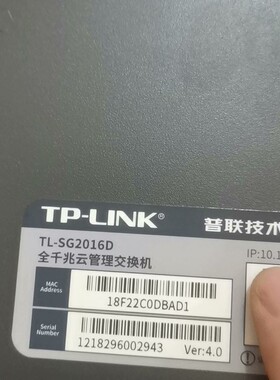 TP-LINK® 普联技术
TL-SG2016D
全千兆云管理交换机
IP:10.1
MAC Address
18F22C0DBAD1
Serial Number
1218296002943 Ver:4.0